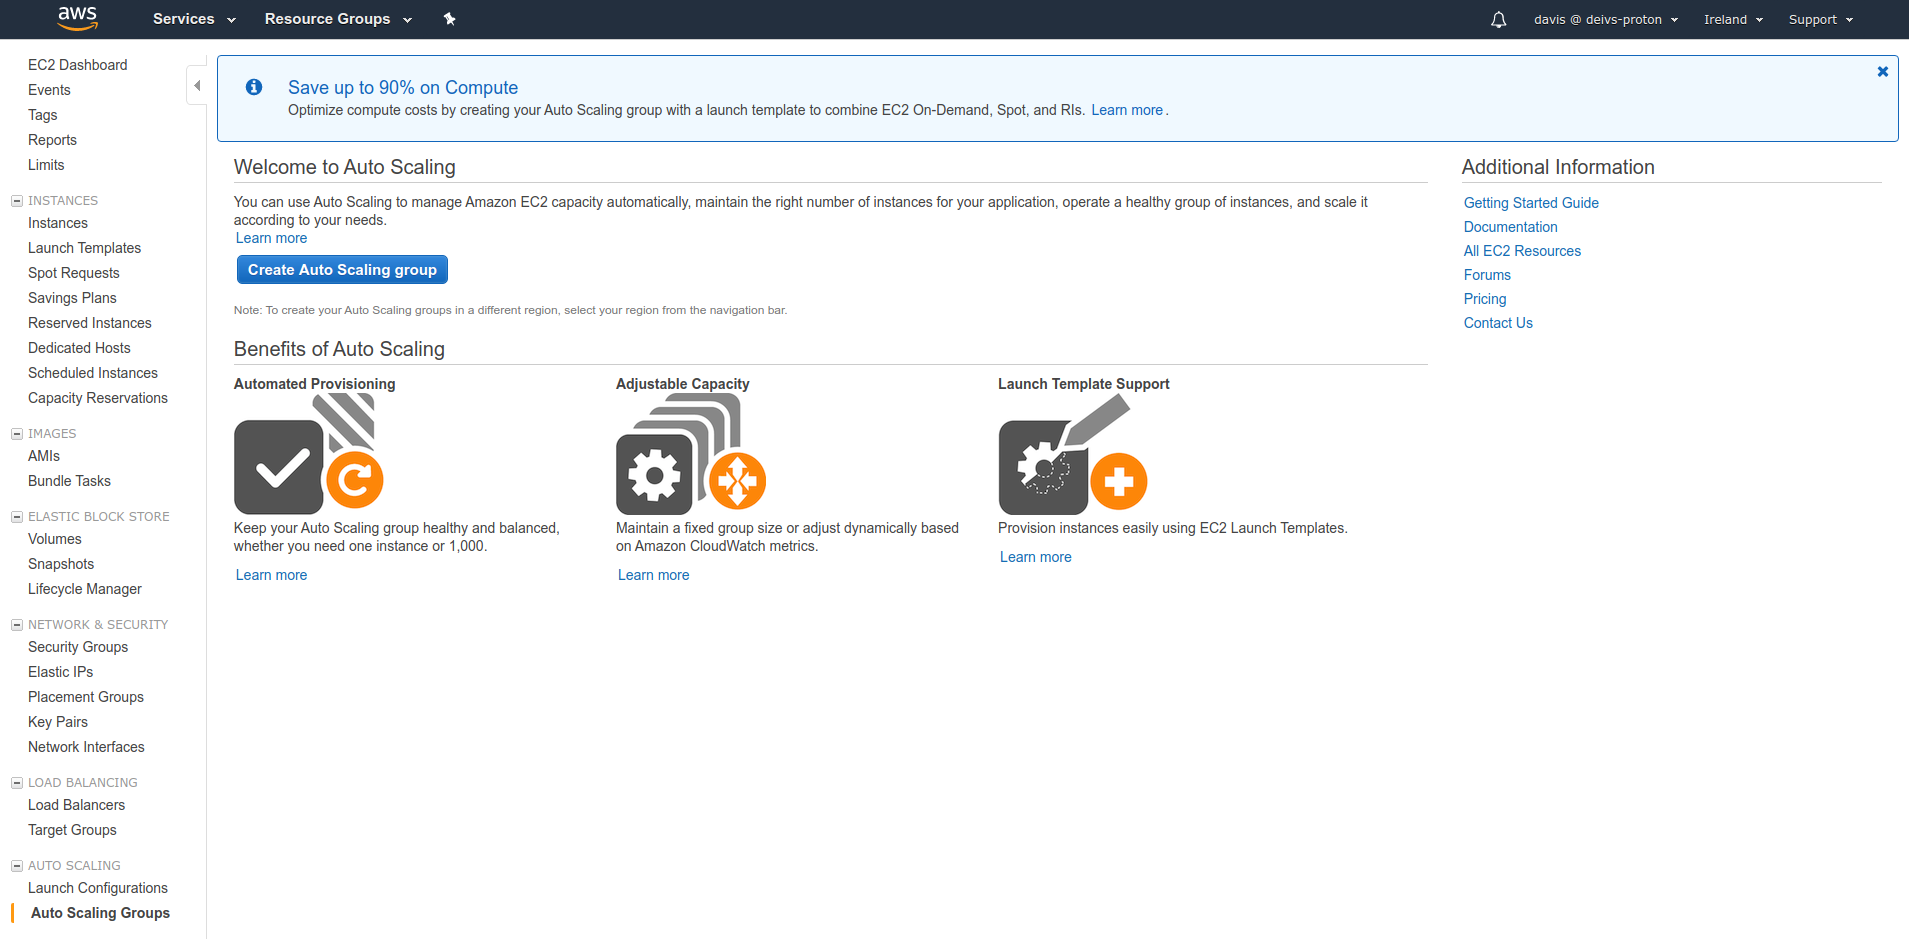 aws
Services
Resource Groups
davis @ deivs-proton
Ireland
Support
EC2 Dashboard
Events
Tags
Reports
Limits
INSTANCES
Instances
Launch Templates
Spot Requests
Savings Plans
Reserved Instances
Dedicated Hosts
Scheduled Instances
Capacity Reservations
IMAGES
AMIs
Bundle Tasks
ELASTIC BLOCK STORE
Volumes
Snapshots
Lifecycle Manager
NETWORK & SECURITY
Security Groups
Elastic IPs
Placement Groups
Key Pairs
Network Interfaces
LOAD BALANCING
Load Balancers
Target Groups
AUTO SCALING
Launch Configurations
Auto Scaling Groups
Save up to 90% on Compute
Optimize compute costs by creating your Auto Scaling group with a launch template to combine EC2 On-Demand, Spot, and RIs. Learn more.
Welcome to Auto Scaling
You can use Auto Scaling to manage Amazon EC2 capacity automatically, maintain the right number of instances for your application, operate a healthy group of instances, and scale it
according to your needs.
Learn more
Create Auto Scaling group
Note: To create your Auto Scaling groups in a different region, select your region from the navigation bar.
Benefits of Auto Scaling
Automated Provisioning
Keep your Auto Scaling group healthy and balanced,
whether you need one instance or 1,000.
Learn more
Adjustable Capacity
Maintain a fixed group size or adjust dynamically based
on Amazon CloudWatch metrics.
Learn more
Launch Template Support
Provision instances easily using EC2 Launch Templates.
Learn more
Additional Information
Getting Started Guide
Documentation
All EC2 Resources
Forums
Pricing
Contact Us